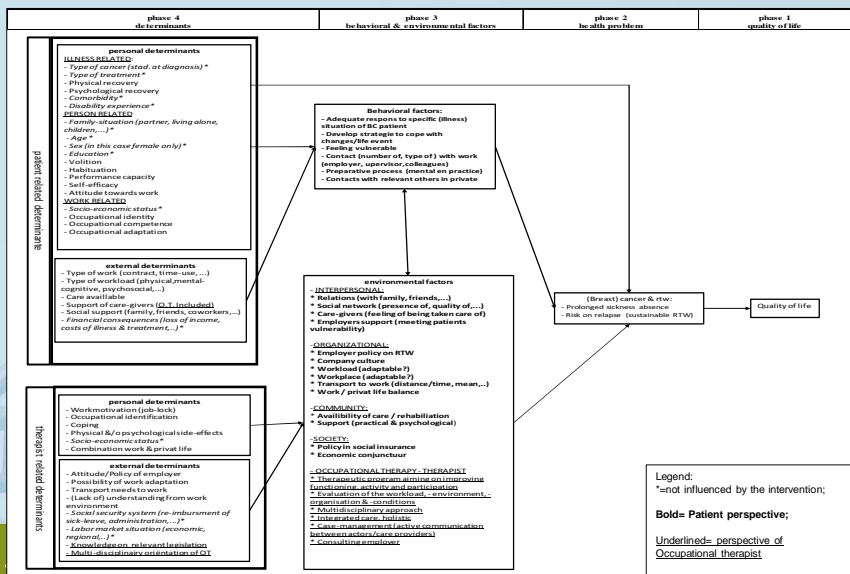 phase 4
determinants
phase 3
behavioral & environmental factors
phase 2
health problem
phase 1
quality of life
patient related determinante
personal determinants
ILLNESS RELATED:
- Type of cancer (stad. at diagnosis)*
- Type of treatment*
- Physical recovery
- Psychological recovery
- Comorbidity*
- Disability experience*
PERSON RELATED
- Family-situation (partner, living alone,
children,...)*
- Age*
- Sex (in this case female only)*
- Education*
- Volition
- Habituation
- Performance capacity
- Self-efficacy
- Attitude towards work
WORK RELATED
- Socio-economic status*
- Occupational identity
- Occupational competence
- Occupational adaptation
external determinants
- Type of work (contract, time-use, ...)
- Type of workload (physical,mental-
cognitive, psychosocial,...)
- Care availlable
- Support of care-givers (O.T. Included)
- Social support (family, friends, coworkers,..)
- Financial consequences (loss of income,
costs of illness & treatment,..)*
therapist related determinants
personal determinants
- Workmotivation (job-lock)
- Occupational identification
- Coping
- Physical &/o psychological side-effects
- Socio-economic status*
- Combination work & privat life
external determinants
- Attitude/Policy of employer
- Possibility of work adaptation
- Transport needs to work
- (Lack of) understanding from work
environment
- Social security system (re-imbursment of
sick-leave, administration,...)*
- Labor market situation (economic,
regional,..)*
- Knowledge on relevant legislation
- Multi-disciplinary oriëntation of OT
Behavioral factors:
- Adequate respons to specific (illness)
situation of BC patient
- Develop strategie to cope with
changes/life event
- Feeling vulnerable
- Contact (number of, type of ) with work
(employer, upervisor,colleagues)
- Preparative process (mental en practice)
- Contacts with relevant others in private
environmental factors
- INTERPERSONAL:
* Relations (with family, friends,...)
* Social network (presence of, quality of,...)
* Care-givers (feeling of being taken care of)
* Employers support (meeting patients
vulnerability)
-ORGANIZATIONAL:
* Employer policy on RTW
* Company culture
* Workload (adaptable?)
* Workplace (adaptable?)
* Transport to work (distance/time, mean,..)
* Work / privat life balance
- COMMUNITY:
* Availibility of care / rehabiliation
* Support (practical & psychological)
-SOCIETY:
* Policy in social insurance
* Economic conjunctuur
- OCCUPATIONAL THERAPY - THERAPIST
* Therapeutic program aiming on improving
functioning, activity and participation
* Evaluation of the workload, - environment, -
organisation & -conditions
* Multidisciplinary approach
* Integrated care, holistic
* Case-management (active communication
between actors/care providers)
* Consulting employer
(Breast) cancer & rtw:
- Prolonged sickness absence
- Risk on relapse (sustainable RTW)
Quality of life
Legend:
*=not influenced by the intervention;
Bold= Patient perspective;
Underlined= perspective of
Occupational therapist